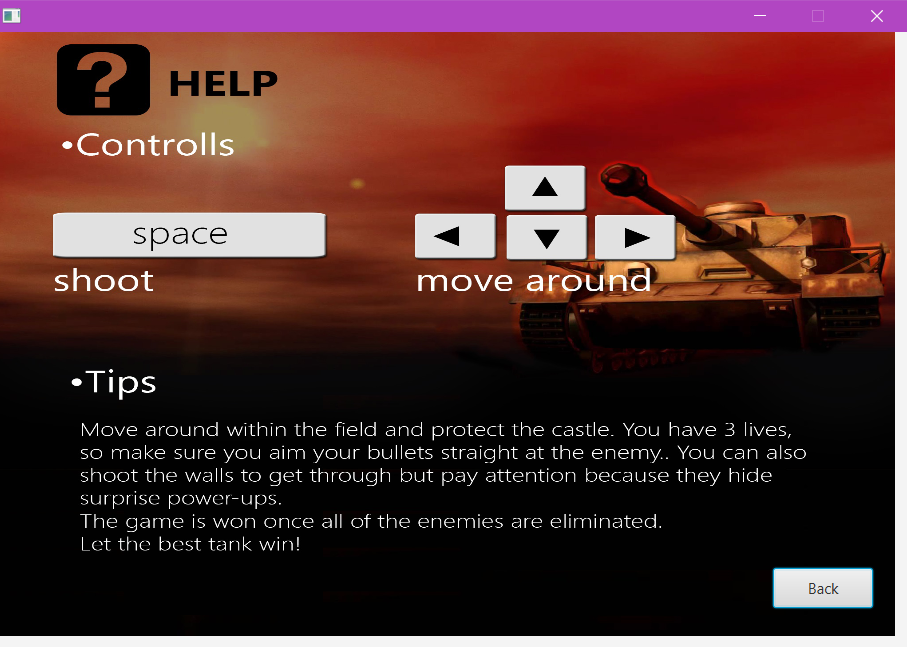 ? HELP
•Controlls
space
shoot
move around
•Tips
Move around within the field and protect the castle. You have 3 lives,
so make sure you aim your bullets straight at the enemy.. You can also
shoot the walls to get through but pay attention because they hide
surprise power-ups.
The game is won once all of the enemies are eliminated.
Let the best tank win!
Back